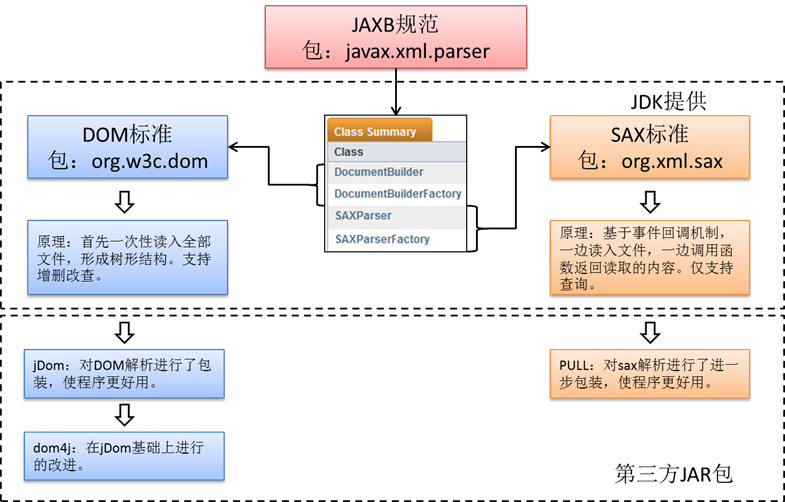 JAXB规范
包：javax.xml.parser
JDK提供
DOM标准
包：org.w3c.dom
Class Summary
Class
DocumentBuilder
DocumentBuilderFactory
SAXParser
SAXParserFactory
SAX标准
包：org.xml.sax
原理：首先一次性读入全部
文件，形成树形结构。支持
增删改查。
原理：基于事件回调机制，
一边读入文件，一边调用函
数返回读取的内容。仅支持
查询。
jDom：对DOM解析进行了包
装，使程序更好用。
PULL：对sax解析进行了进一
步包装，使程序更好用。
dom4j：在jDom基础上进行
的改进。
第三方JAR包